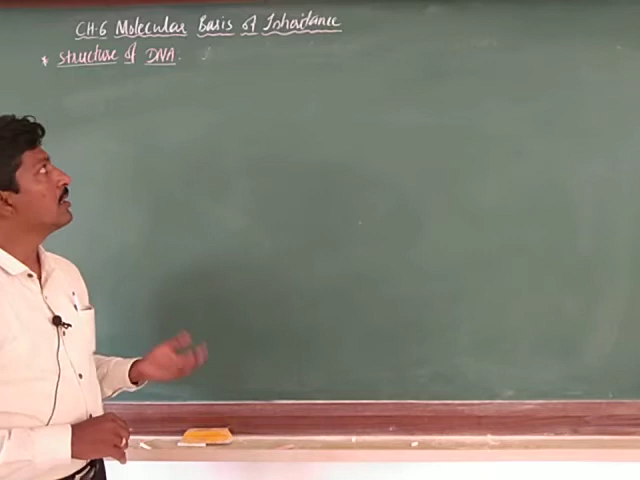 CH-6 Molecular Basis of Inheritance
* Structure of DNA.